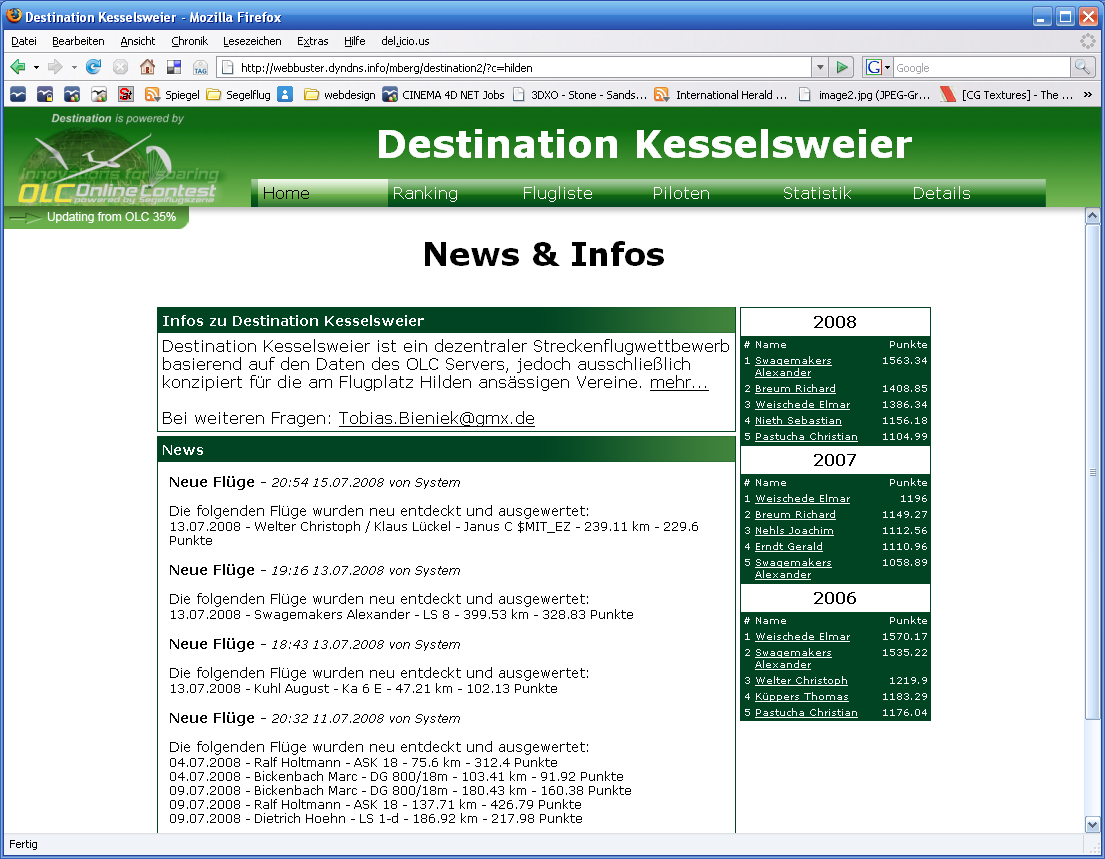 Destination Kesselsweier - Mozilla Firefox
Datei Bearbeiten Ansicht Chronik Lesezeichen Extras Hilfe del.icio.us
TAG http://webbuster.dyndns.info/mberg/destination2/?c=hilden G Google
Spiegel Segelflug webdesign CINEMA 4D NET Jobs 3DXO - Stone - Sands... International Herald ... image2.jpg (JPEG-Gr... [CG Textures] - The ... »
Destination is powered by
innovations for soaring
OLC OnlineContest
powered by Segelflugszene
Updating from OLC 35%
Destination Kesselsweier
Home Ranking Flugliste Piloten Statistik Details
News & Infos
Infos zu Destination Kesselsweier
Destination Kesselsweier ist ein dezentraler Streckenflugwettbewerb
basierend auf den Daten des OLC Servers, jedoch ausschließlich
konzipiert für die am Flugplatz Hilden ansässigen Vereine. mehr...
Bei weiteren Fragen: Tobias.Bieniek@gmx.de
News
Neue Flüge - 20:54 15.07.2008 von System
Die folgenden Flüge wurden neu entdeckt und ausgewertet:
13.07.2008 - Welter Christoph / Klaus Lückel - Janus C $MIT_EZ - 239.11 km - 229.6
Punkte
Neue Flüge - 19:16 13.07.2008 von System
Die folgenden Flüge wurden neu entdeckt und ausgewertet:
13.07.2008 - Swagemakers Alexander - LS 8 - 399.53 km - 328.83 Punkte
Neue Flüge - 18:43 13.07.2008 von System
Die folgenden Flüge wurden neu entdeckt und ausgewertet:
13.07.2008 - Kuhl August - Ka 6 E - 47.21 km - 102.13 Punkte
Neue Flüge - 20:32 11.07.2008 von System
Die folgenden Flüge wurden neu entdeckt und ausgewertet:
04.07.2008 - Ralf Holtmann - ASK 18 - 75.6 km - 312.4 Punkte
04.07.2008 - Bickenbach Marc - DG 800/18m - 103.41 km - 91.92 Punkte
09.07.2008 - Bickenbach Marc - DG 800/18m - 180.43 km - 160.38 Punkte
09.07.2008 - Ralf Holtmann - ASK 18 - 137.71 km - 426.79 Punkte
09.07.2008 - Dietrich Hoehn - LS 1-d - 186.92 km - 217.98 Punkte
2008
# Name Punkte
1 Swagemakers 1563.34
Alexander
2 Breum Richard 1408.85
3 Weischede Elmar 1386.34
4 Nieth Sebastian 1156.18
5 Pastucha Christian 1104.99
2007
# Name Punkte
1 Weischede Elmar 1196
2 Breum Richard 1149.27
3 Nehls Joachim 1112.56
4 Erndt Gerald 1110.96
5 Swagemakers 1058.89
Alexander
2006
# Name Punkte
1 Weischede Elmar 1570.17
2 Swagemakers 1535.22
Alexander
3 Welter Christoph 1219.9
4 Küppers Thomas 1183.29
5 Pastucha Christian 1176.04
Fertig